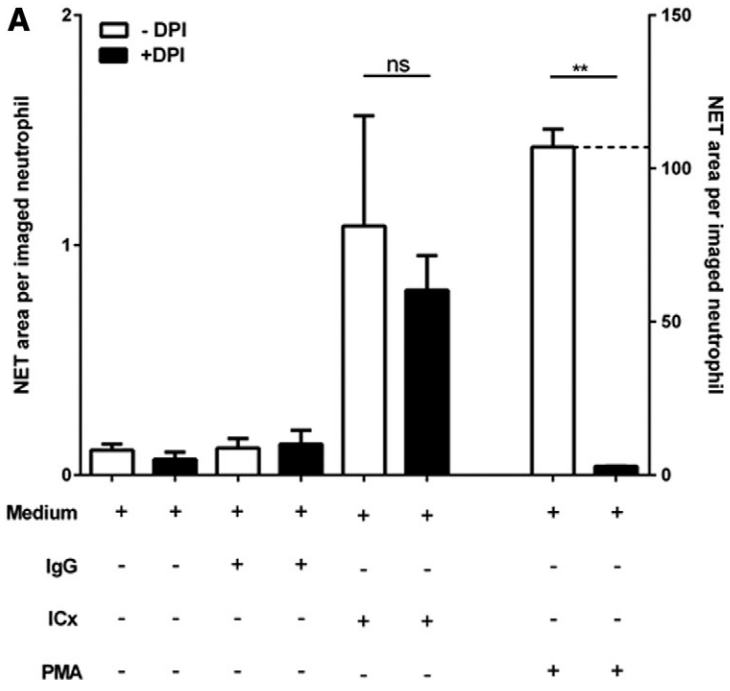 A
- DPI
+DPI
NET area per imaged neutrophil
2
1
0
ns
**
150
100
50
0
NET area per imaged neutrophil
Medium + + + + + + + +
IgG - - + + - - - -
ICx - - - - + + - -
PMA - - - - - - + +